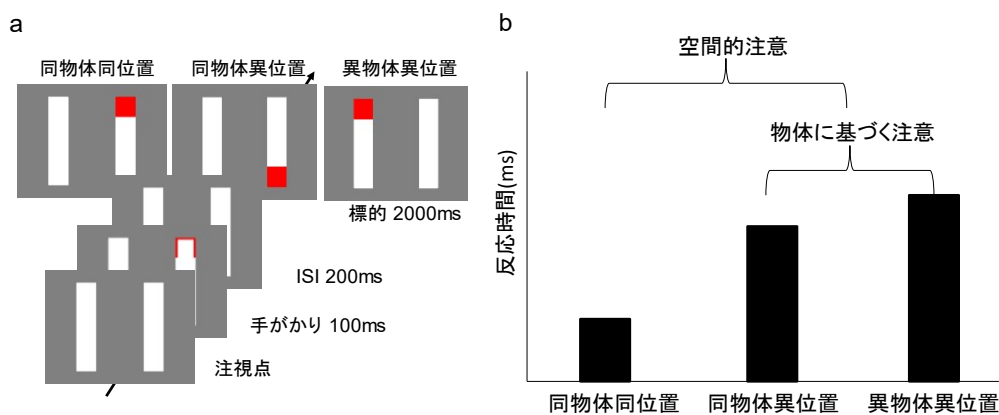 a
同物体同位置
同物体異位置
異物体異位置
標的 2000ms
ISI 200ms
手がかり 100ms
注視点
b
空間的注意
物体に基づく注意
反応時間(ms)
同物体同位置
同物体異位置
異物体異位置